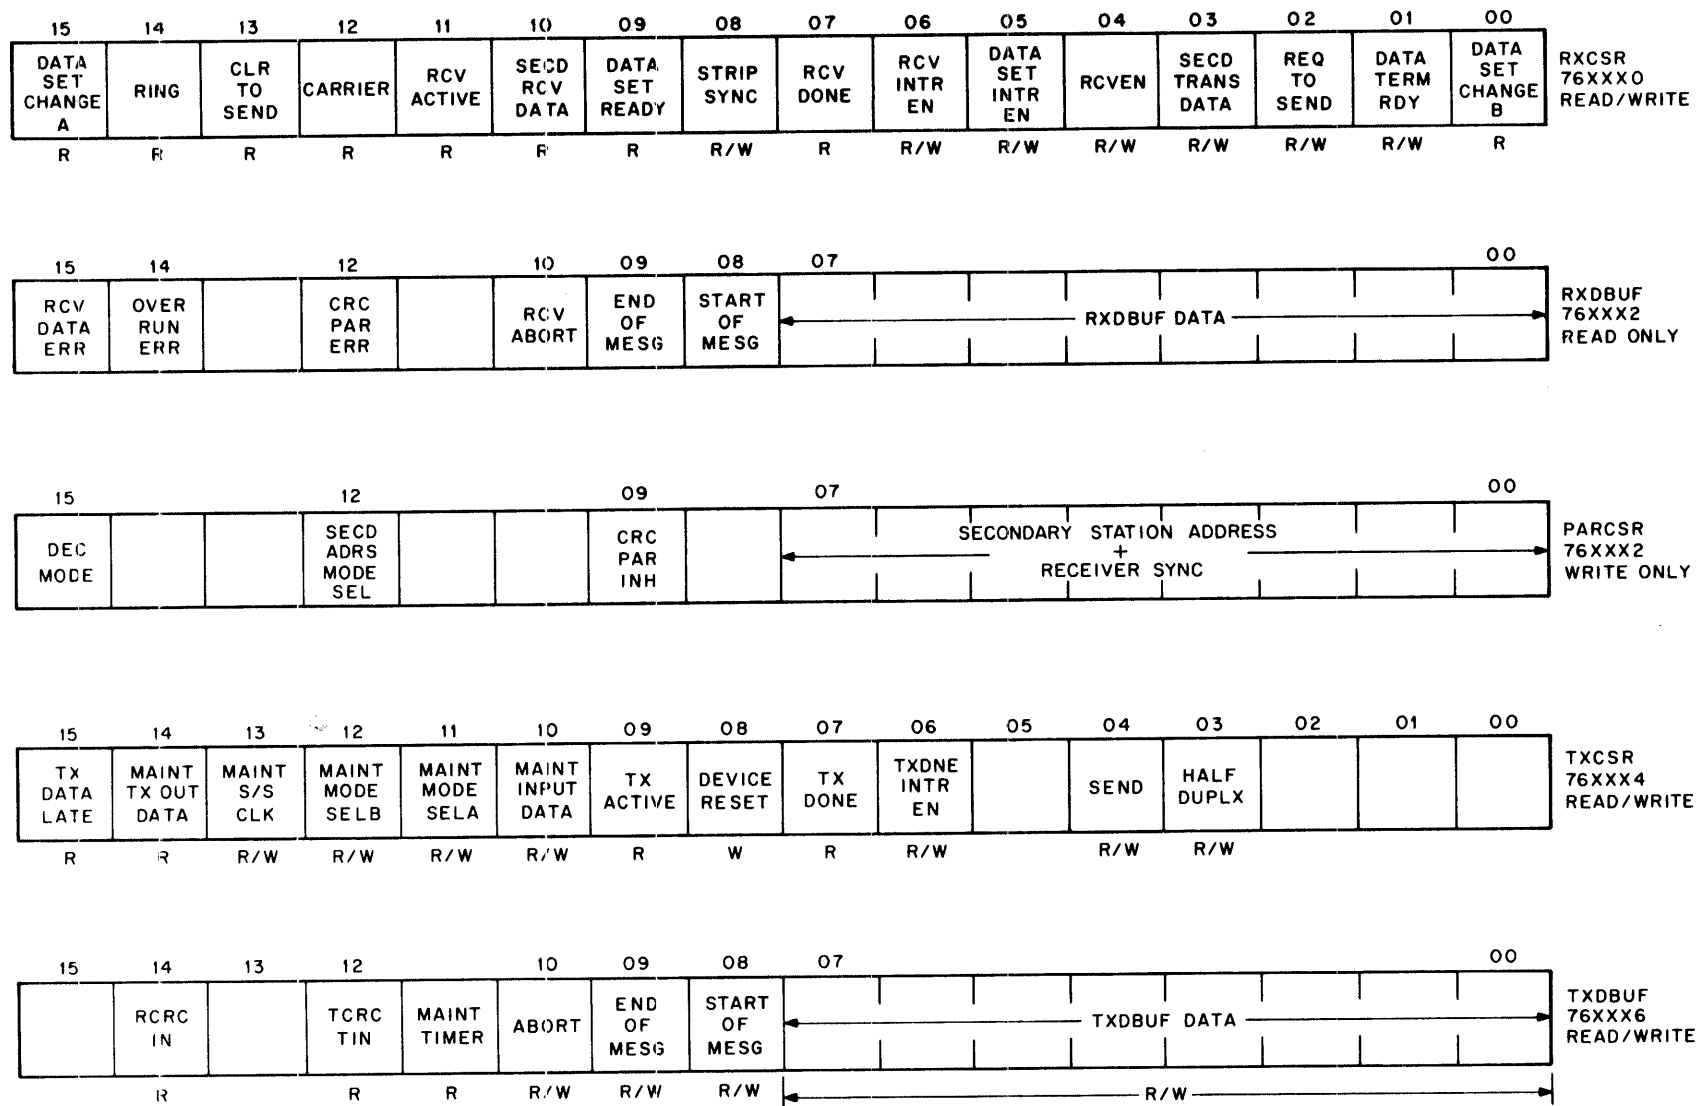 15 14 13 12 11 10 09 08 07 06 05 04 03 02 01 00
DATA SET CHANGE A
RING
CLR TO SEND
CARRIER
RCV ACTIVE
SECD RCV DATA
DATA SET READY
STRIP SYNC
RCV DONE
RCV INTR EN
DATA SET INTR EN
RCVEN
SECD TRANS DATA
REQ TO SEND
DATA TERM RDY
DATA SET CHANGE B
RXCSR
76XXX0
READ/WRITE
R R R R R R R R/W R R/W R/W R/W R/W R/W R/W R
15 14 12 10 09 08 07 00
RCV DATA ERR
OVER RUN ERR
CRC PAR ERR
RCV ABORT
END OF MESG
START OF MESG
RXDBUF DATA
RXDBUF
76XXX2
READ ONLY
15 12 09 07 00
DEC MODE
SECD ADRS MODE SEL
CRC PAR INH
SECONDARY STATION ADDRESS
+
RECEIVER SYNC
PARCSR
76XXX2
WRITE ONLY
15 14 13 12 11 10 09 08 07 06 05 04 03 02 01 00
TX DATA LATE
MAINT TX OUT DATA
MAINT S/S CLK
MAINT MODE SELB
MAINT MODE SELA
MAINT INPUT DATA
TX ACTIVE
DEVICE RESET
TX DONE
TXDNE INTR EN
SEND
HALF DUPLX
TXCSR
76XXX4
READ/WRITE
R R R/W R/W R/W R/W R W R R/W R/W R/W
15 14 13 12 10 09 08 07 00
RCRC IN
TCRC TIN
MAINT TIMER
ABORT
END OF MESG
START OF MESG
TXDBUF DATA
TXDBUF
76XXX6
READ/WRITE
R R R R/W R/W R/W R/W